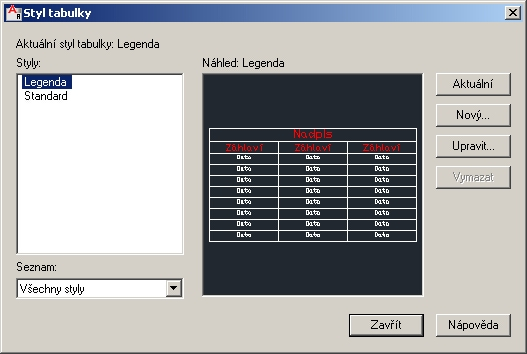 Styl tabulky
Aktuální styl tabulky: Legenda
Styly:
Legenda
Standard
Náhled: Legenda
Nadpis
Záhlaví Záhlaví Záhlaví
Data Data Data
Data Data Data
Data Data Data
Data Data Data
Data Data Data
Data Data Data
Data Data Data
Data Data Data
Aktuální
Nový...
Upravit...
Vymazat
Seznam:
Všechny styly
Zavřít
Nápověda